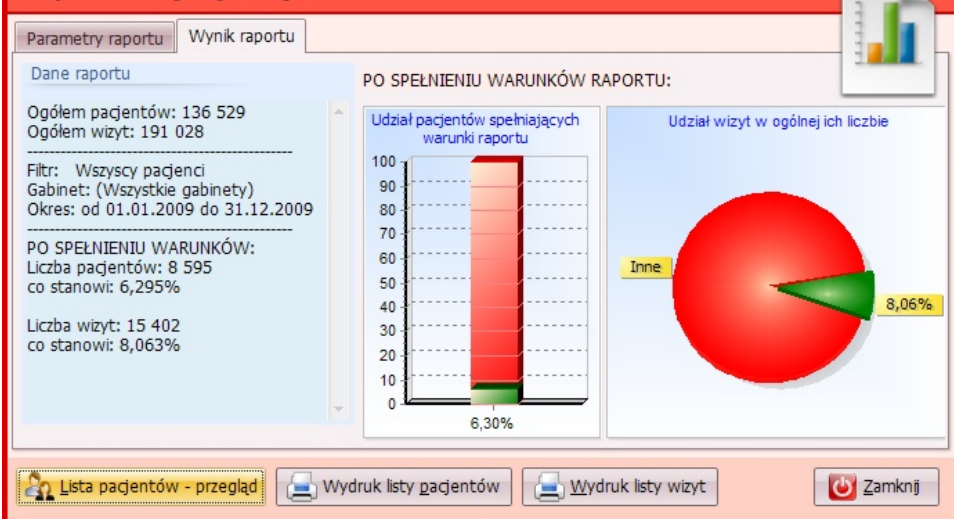 Parametry raportu
Wynik raportu
Dane raportu
Ogółem pacjentów: 136 529
Ogółem wizyt: 191 028
Filtr: Wszyscy pacjenci
Gabinet: (Wszystkie gabinety)
Okres: od 01.01.2009 do 31.12.2009
PO SPEŁNIENIU WARUNKÓW:
Liczba pacjentów: 8 595
co stanowi: 6,295%
Liczba wizyt: 15 402
co stanowi: 8,063%
PO SPEŁNIENIU WARUNKÓW RAPORTU:
Udział pacjentów spełniających
warunki raportu
100
90
80
70
60
50
40
30
20
10
0
6,30%
Udział wizyt w ogólnej ich liczbie
Inne
8,06%
Lista pacjentów - przegląd
Wydruk listy pacjentów
Wydruk listy wizyt
Zamknij